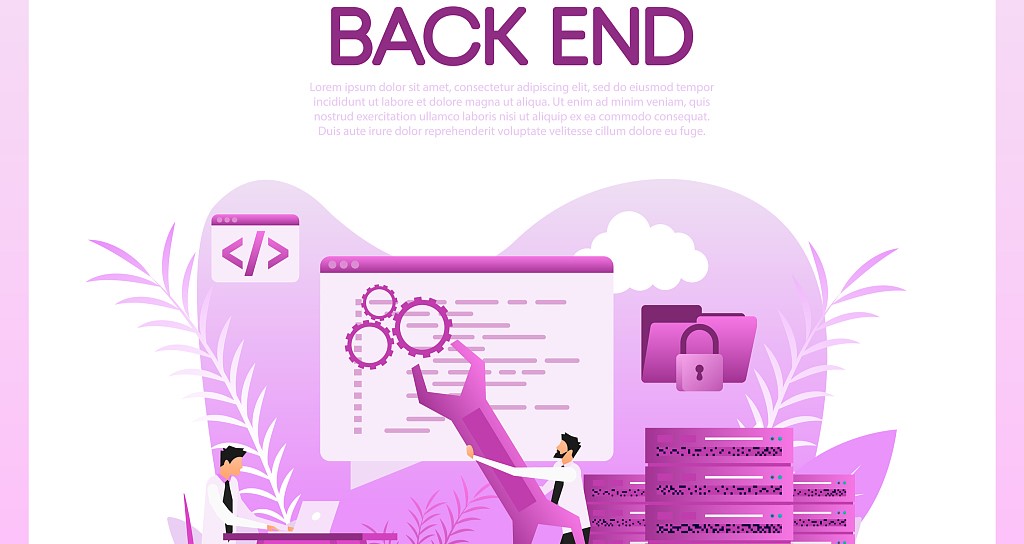 BACK END
Lorem ipsum dolor sit amet, consectetur adipiscing elit, sed do eiusmod tempor
incididunt ut labore et dolore magna ut aliqua. Ut enim ad minim veniam, quis
nostrud exercitation ullamco laboris nisi ut aliquip ex ea commodo consequat.
Duis aute irure dolor reprehenderit voluptate velitesse cillum dolore eu fuge.
</>